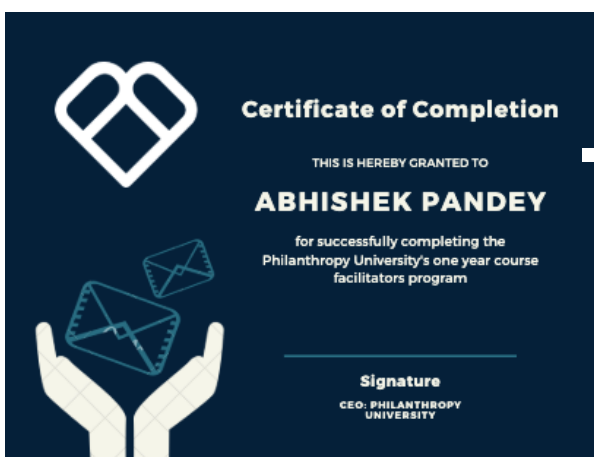 Certificate of Completion
THIS IS HEREBY GRANTED TO
ABHISHEK PANDEY
for successfully completing the
Philanthropy University's one year course
facilitators program
Signature
CEO: PHILANTHROPY
UNIVERSITY